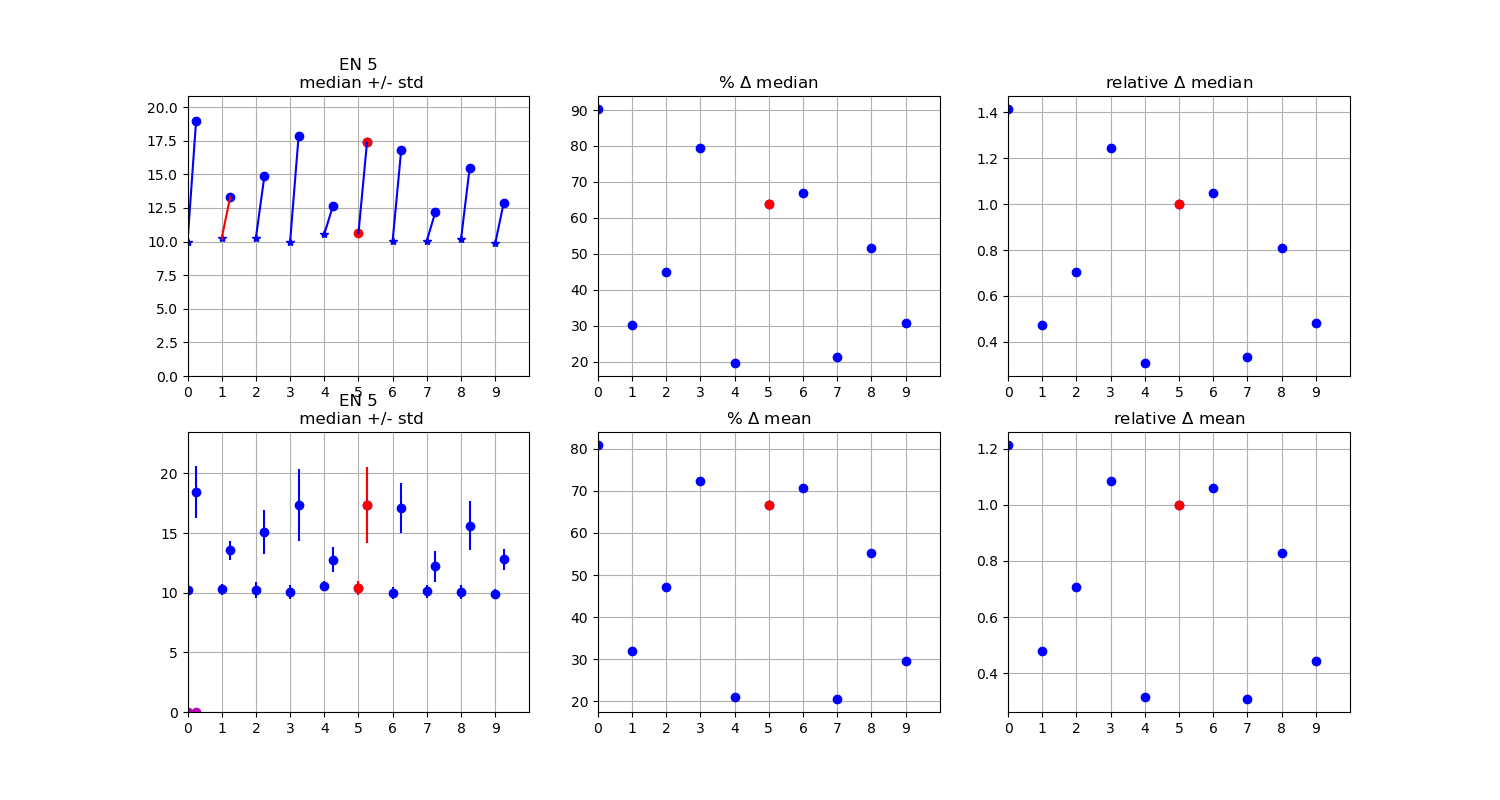 EN 5
median +/- std
20.0
17.5
15.0
12.5
10.0
7.5
5.0
2.5
0.0
0 1 2 3 4 5 6 7 8 9
% Δ median
90
80
70
60
50
40
30
20
0 1 2 3 4 5 6 7 8 9
relative Δ median
1.4
1.2
1.0
0.8
0.6
0.4
0 1 2 3 4 5 6 7 8 9
EN 5
median +/- std
20
15
10
5
0
0 1 2 3 4 5 6 7 8 9
% Δ mean
80
70
60
50
40
30
20
0 1 2 3 4 5 6 7 8 9
relative Δ mean
1.2
1.0
0.8
0.6
0.4
0 1 2 3 4 5 6 7 8 9